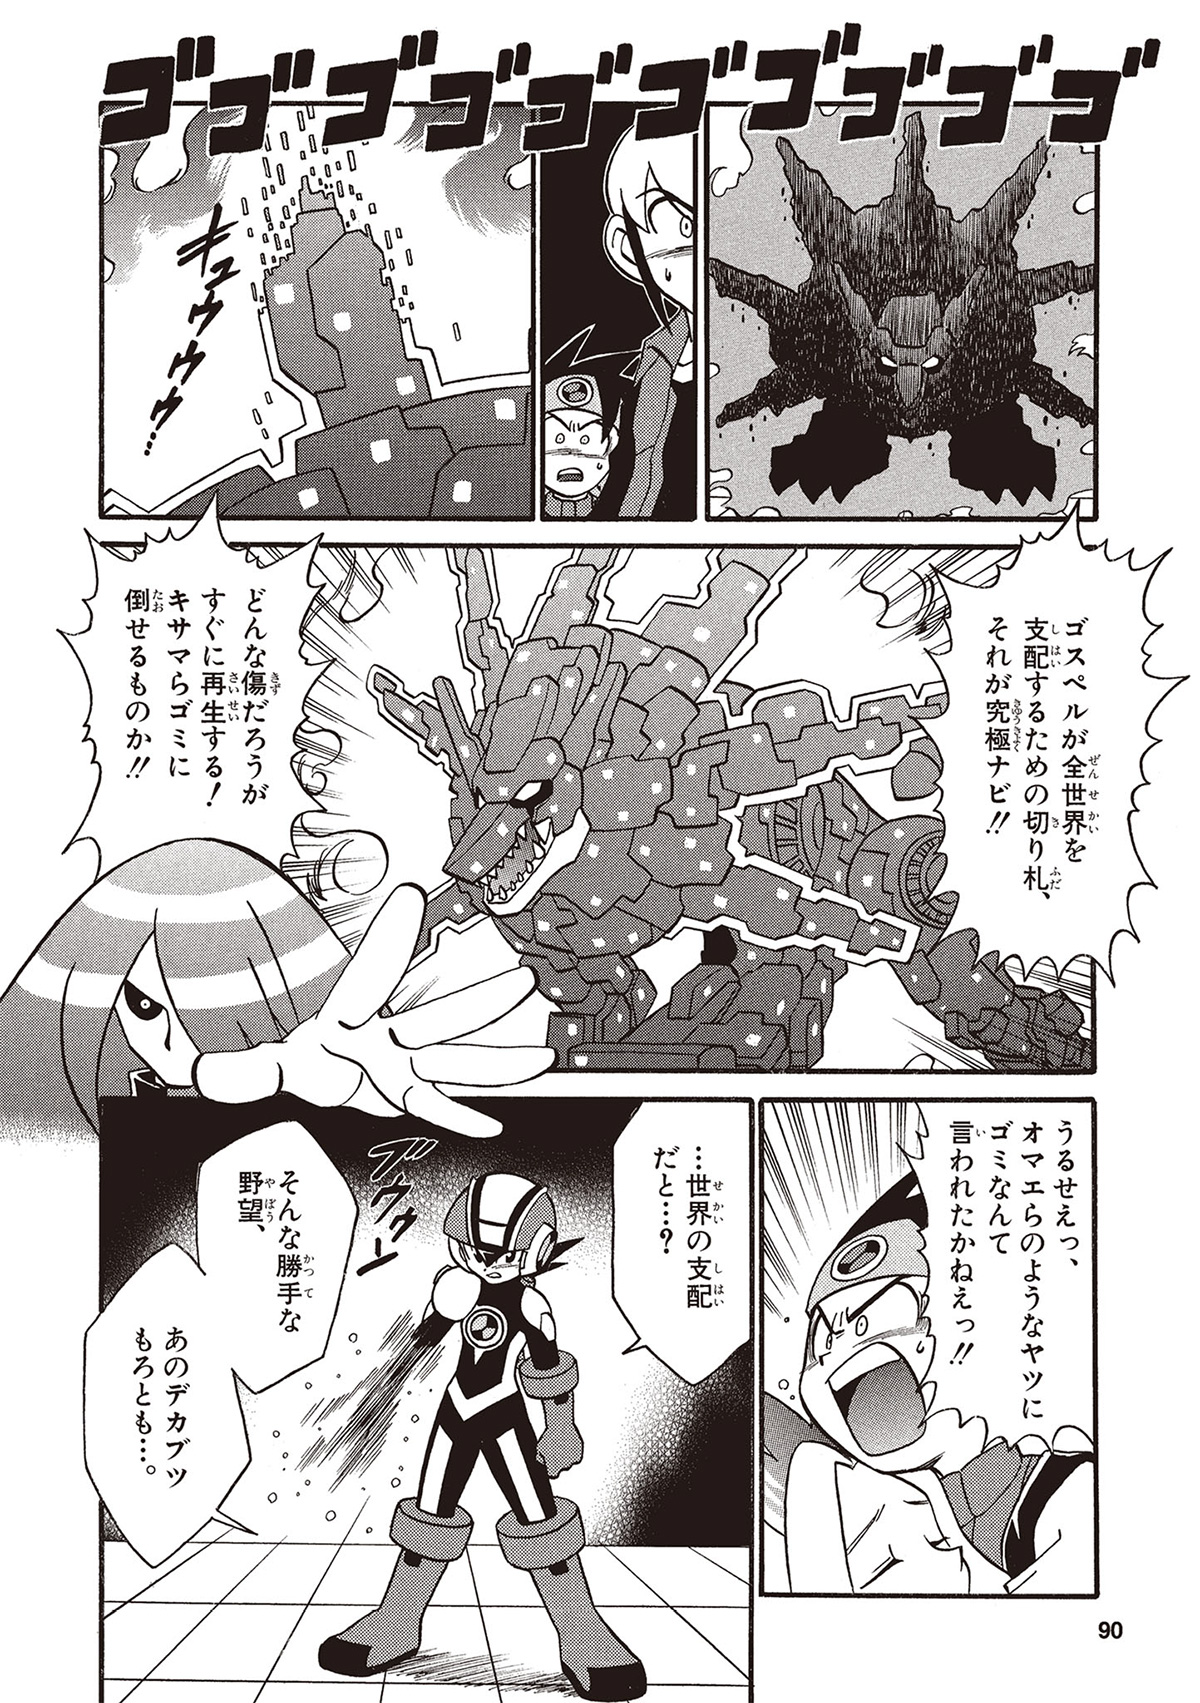 ゴゴゴゴゴゴゴゴゴゴ
キュウウウゥ…
ゴスペルが全世界を
支配するための切り札、
それが究極ナビ!!
どんな傷だろうが
すぐに再生する!
キサマらゴミに
倒せるものか!!
うるせえっ、
オマエらのようなヤツに
ゴミなんて
言われたかねえっ!!
…世界の支配
だと…?
ブウゥーン
そんな勝手な
野望、
あのデカブツ
もろとも…。
90